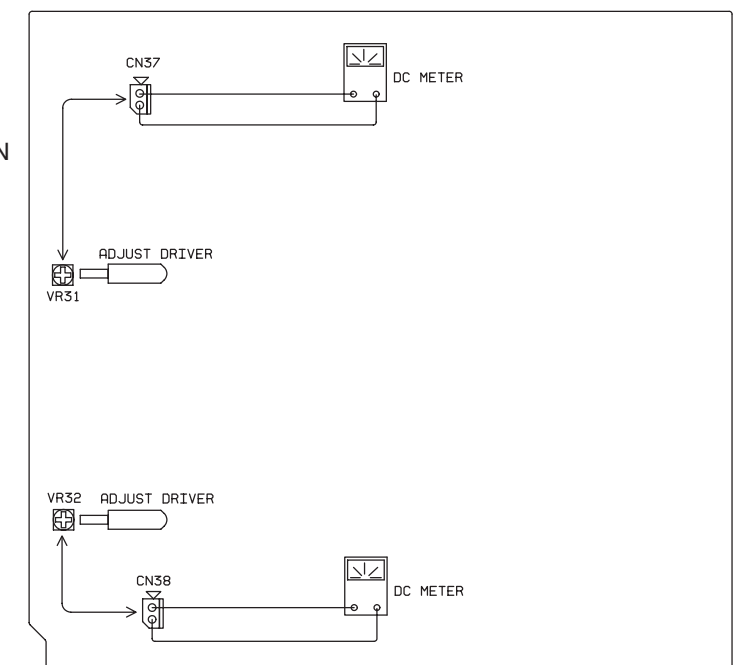 CN37
DC METER
N
ADJUST DRIVER
VR31
VR32 ADJUST DRIVER
CN38
DC METER